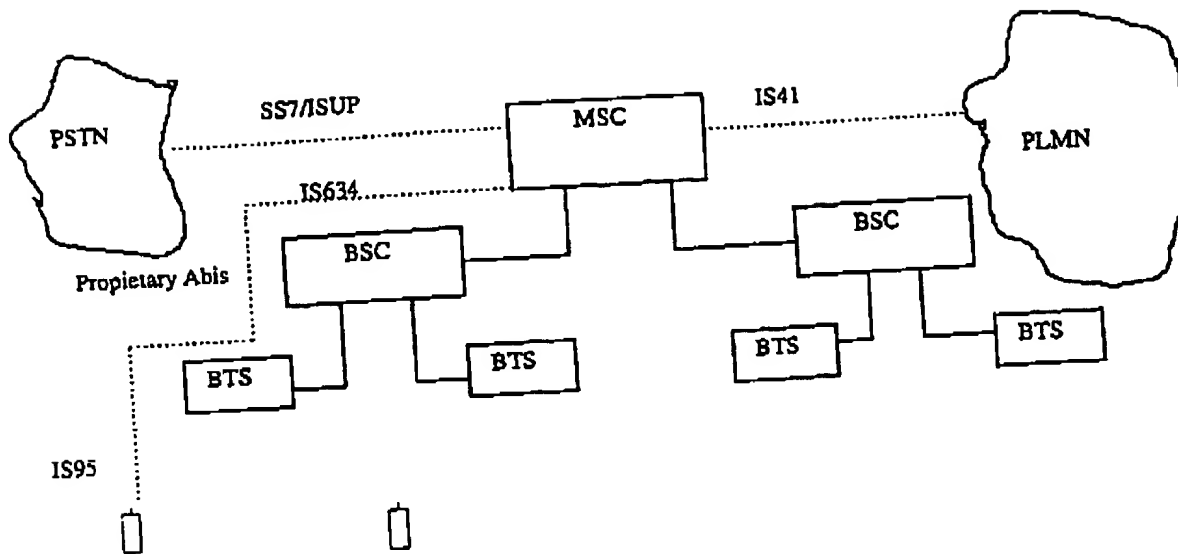 SS7/ISUP
IS41
MSC
PSTN
PLMN
IS634
BSC
BSC
Propietary Abis
BTS
BTS
BTS
BTS
IS95